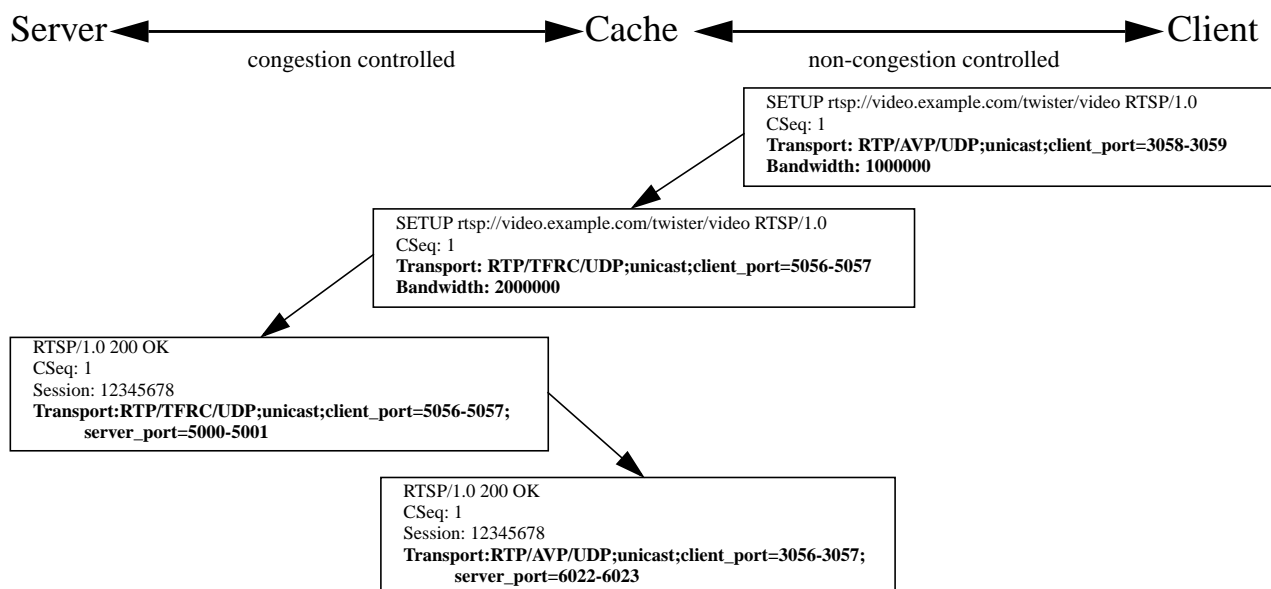 Server Cache Client
congestion controlled non-congestion controlled
SETUP rtsp://video.example.com/twister/video RTSP/1.0
CSeq: 1
Transport: RTP/AVP/UDP;unicast;client_port=3058-3059
Bandwidth: 1000000
SETUP rtsp://video.example.com/twister/video RTSP/1.0
CSeq: 1
Transport: RTP/TFRC/UDP;unicast;client_port=5056-5057
Bandwidth: 2000000
RTSP/1.0 200 OK
CSeq: 1
Session: 12345678
Transport:RTP/TFRC/UDP;unicast;client_port=5056-5057;
server_port=5000-5001
RTSP/1.0 200 OK
CSeq: 1
Session: 12345678
Transport:RTP/AVP/UDP;unicast;client_port=3056-3057;
server_port=6022-6023